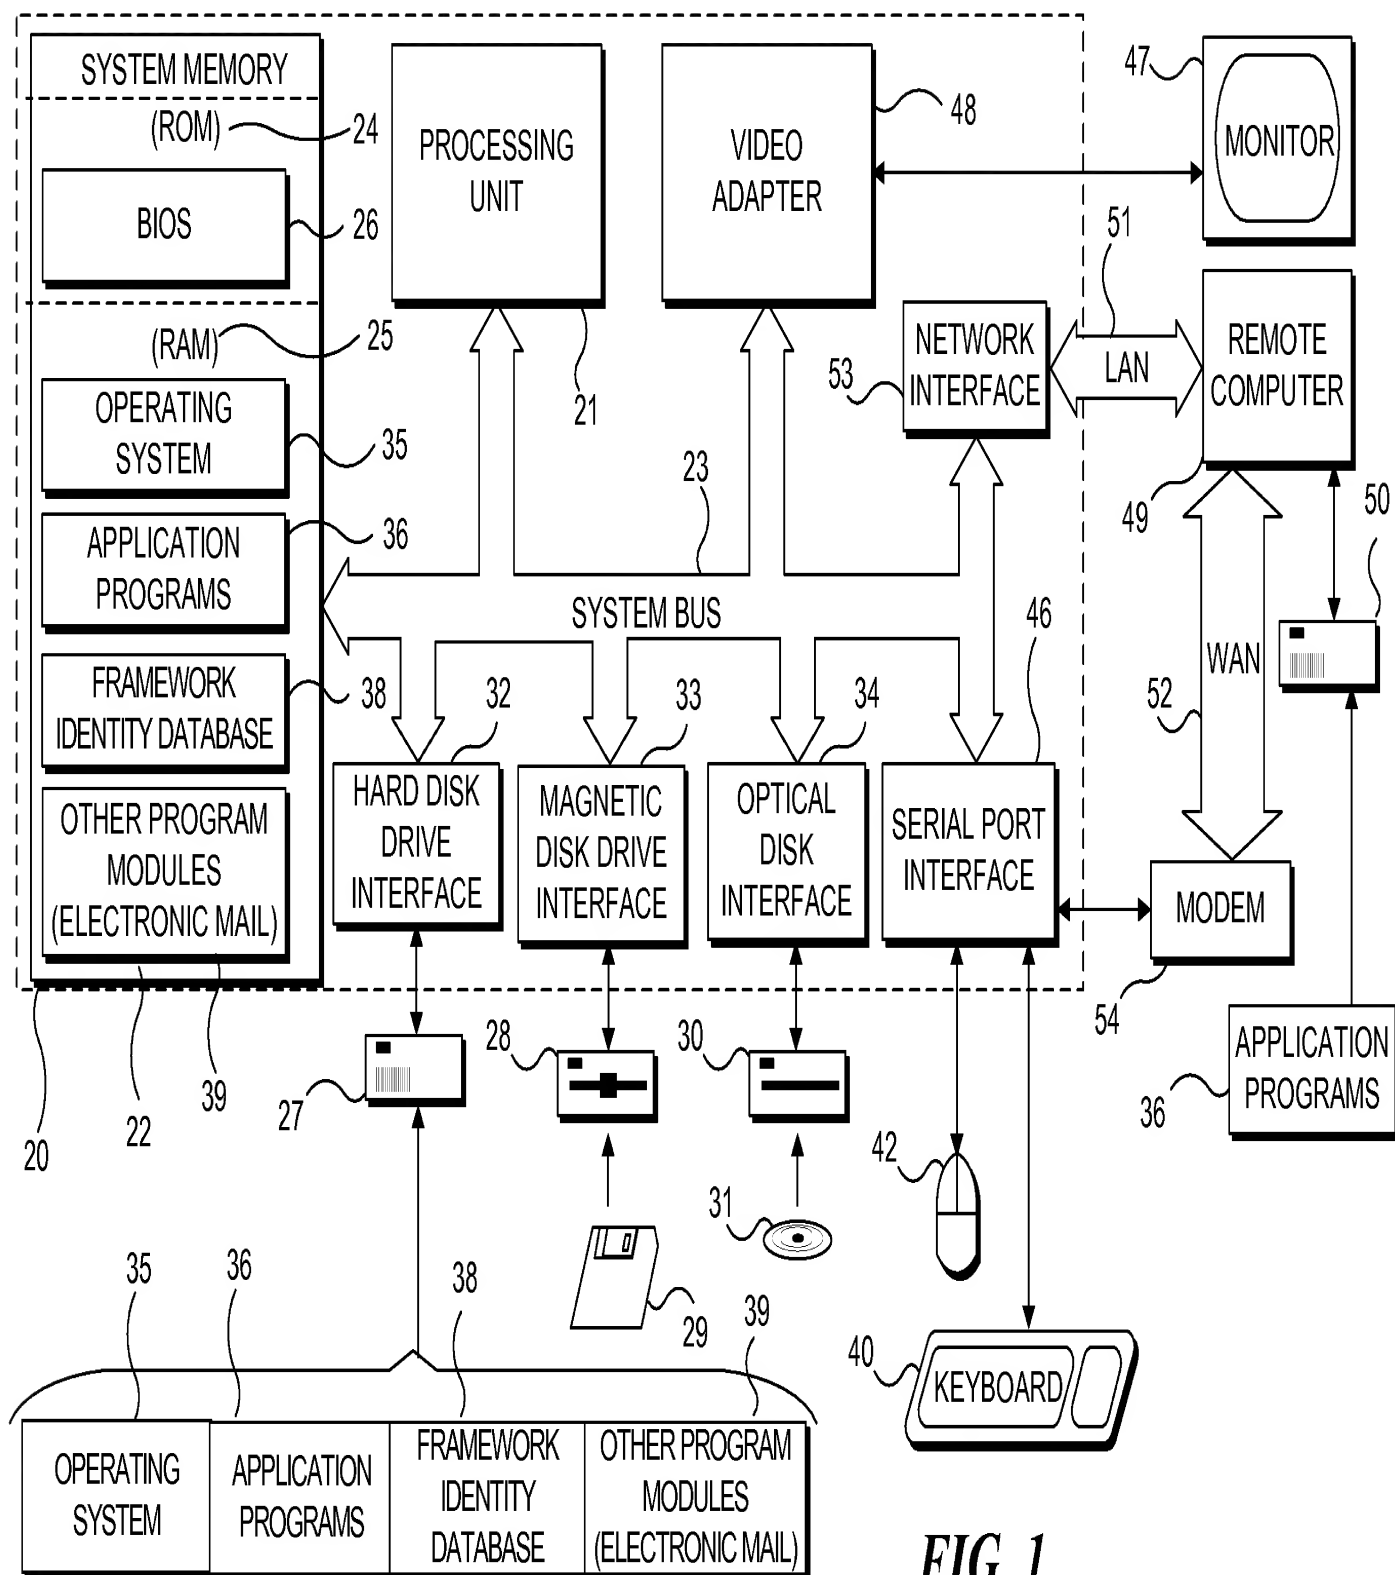 SYSTEM MEMORY
(ROM)
24
BIOS
26
(RAM)
25
OPERATING
SYSTEM
35
APPLICATION
PROGRAMS
36
FRAMEWORK
IDENTITY DATABASE
38
OTHER PROGRAM
MODULES
(ELECTRONIC MAIL)
20
22
39
PROCESSING
UNIT
21
VIDEO
ADAPTER
48
47
MONITOR
51
NETWORK
INTERFACE
53
LAN
REMOTE
COMPUTER
49
50
23
SYSTEM BUS
46
WAN
52
32
HARD DISK
DRIVE
INTERFACE
33
MAGNETIC
DISK DRIVE
INTERFACE
34
OPTICAL
DISK
INTERFACE
SERIAL PORT
INTERFACE
MODEM
54
APPLICATION
PROGRAMS
36
27
28
30
29
31
42
40
KEYBOARD
35
36
38
39
OPERATING
SYSTEM
APPLICATION
PROGRAMS
FRAMEWORK
IDENTITY
DATABASE
OTHER PROGRAM
MODULES
(ELECTRONIC MAIL)
FIG. 1